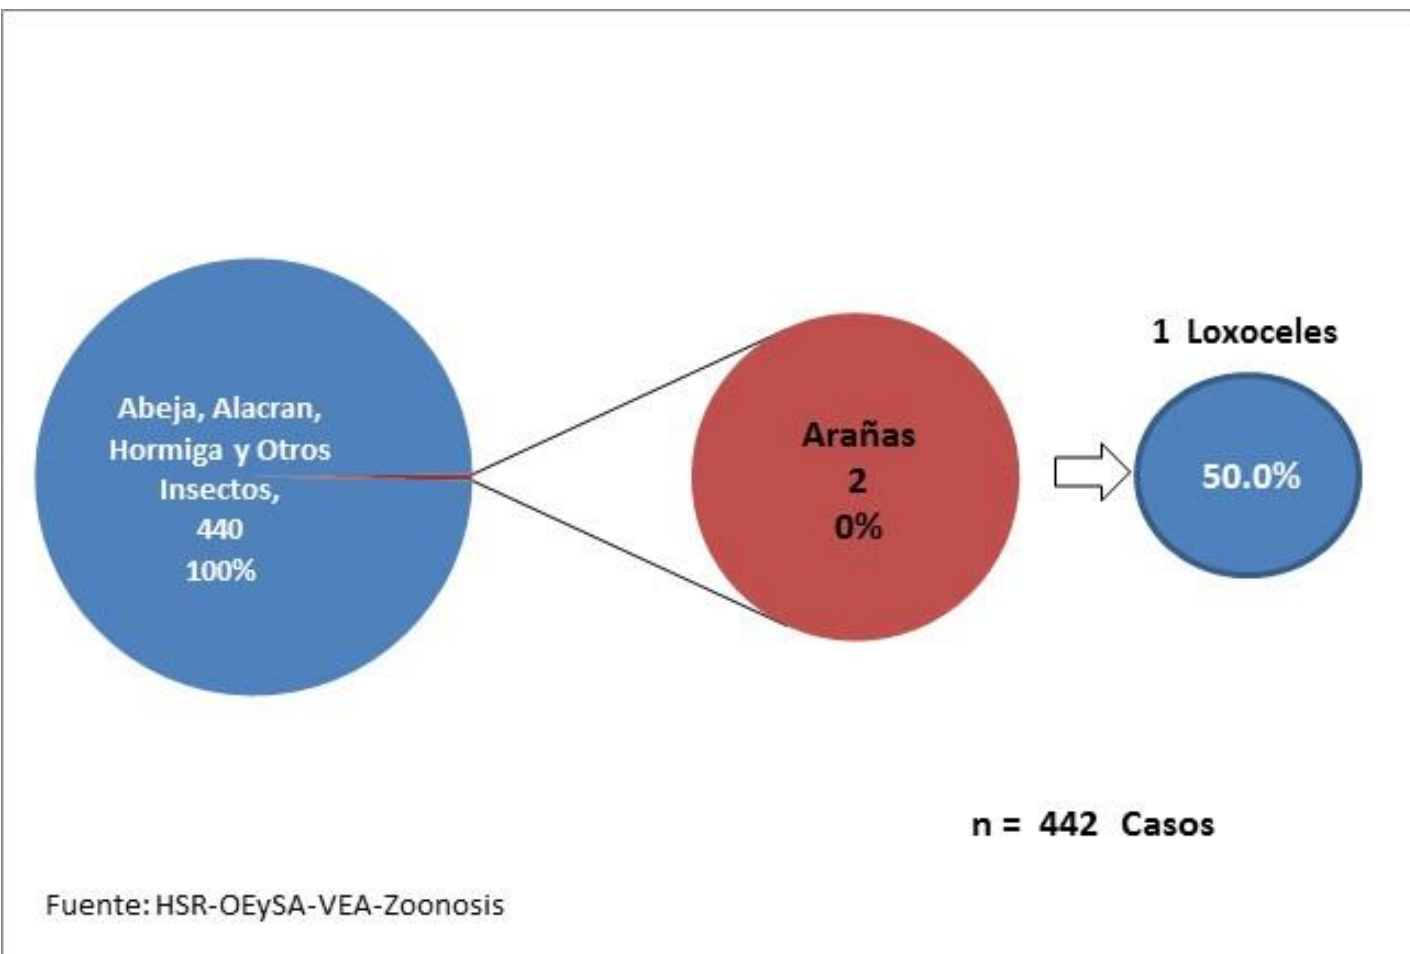 Abeja, Alacran,
Hormiga y Otros
Insectos,
440
100%
Arañas
2
0%
1 Loxoceles
50.0%
n = 442 Casos
Fuente: HSR-OEySA-VEA-Zoonosis